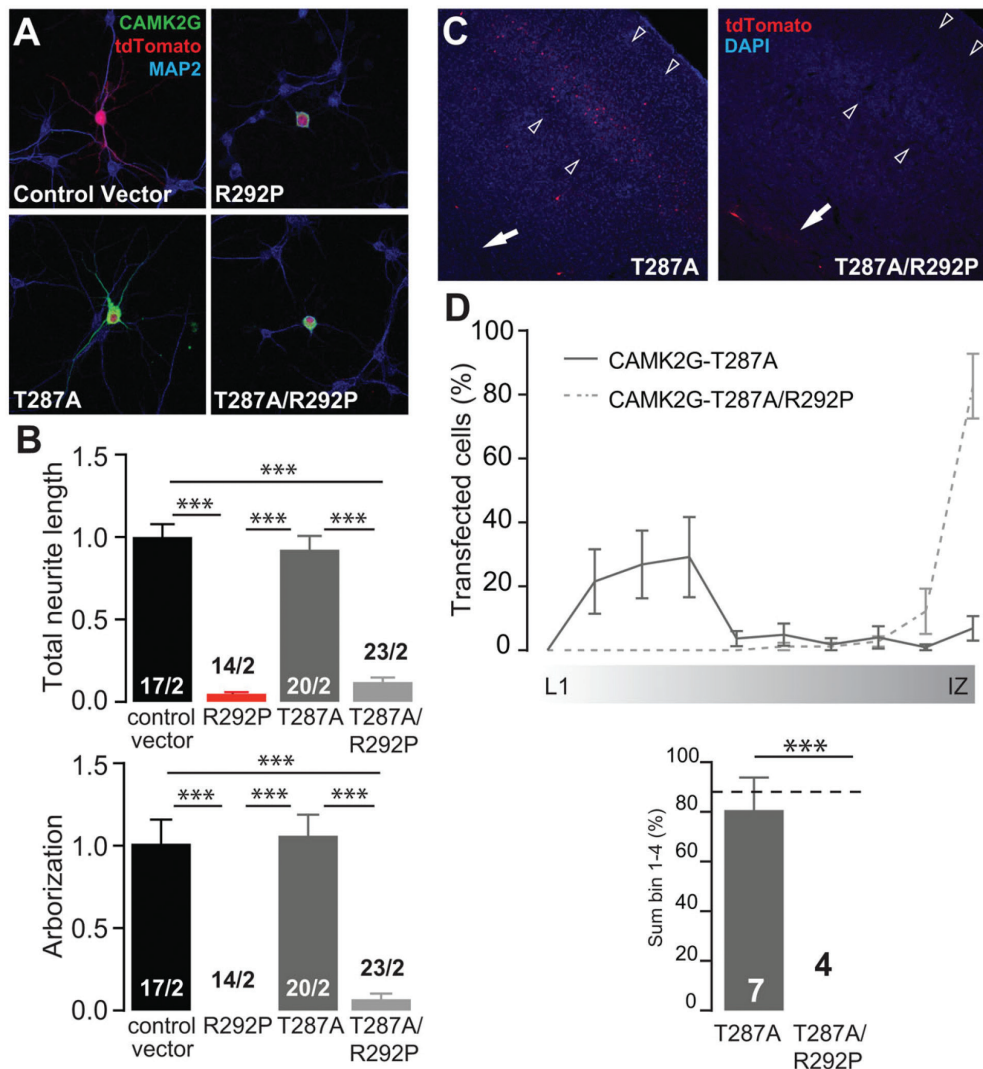 A
CAMK2G
tdTomato
MAP2
Control Vector
R292P
T287A
T287A/R292P
B
Total neurite length
1.5
1.0
0.5
0.0
***
*** *** ***
17/2 14/2 20/2 23/2
control vector
R292P
T287A
T287A/
R292P
Arborization
1.5
1.0
0.5
0.0
***
*** *** ***
17/2 14/2 20/2 23/2
control vector
R292P
T287A
T287A/
R292P
C
T287A
tdTomato
DAPI
T287A/R292P
D
Transfected cells (%)
100
80
60
40
20
0
CAMK2G-T287A
CAMK2G-T287A/R292P
L1 IZ
Sum bin 1-4 (%)
100
80
60
40
20
0
***
7 4
T287A
T287A/
R292P